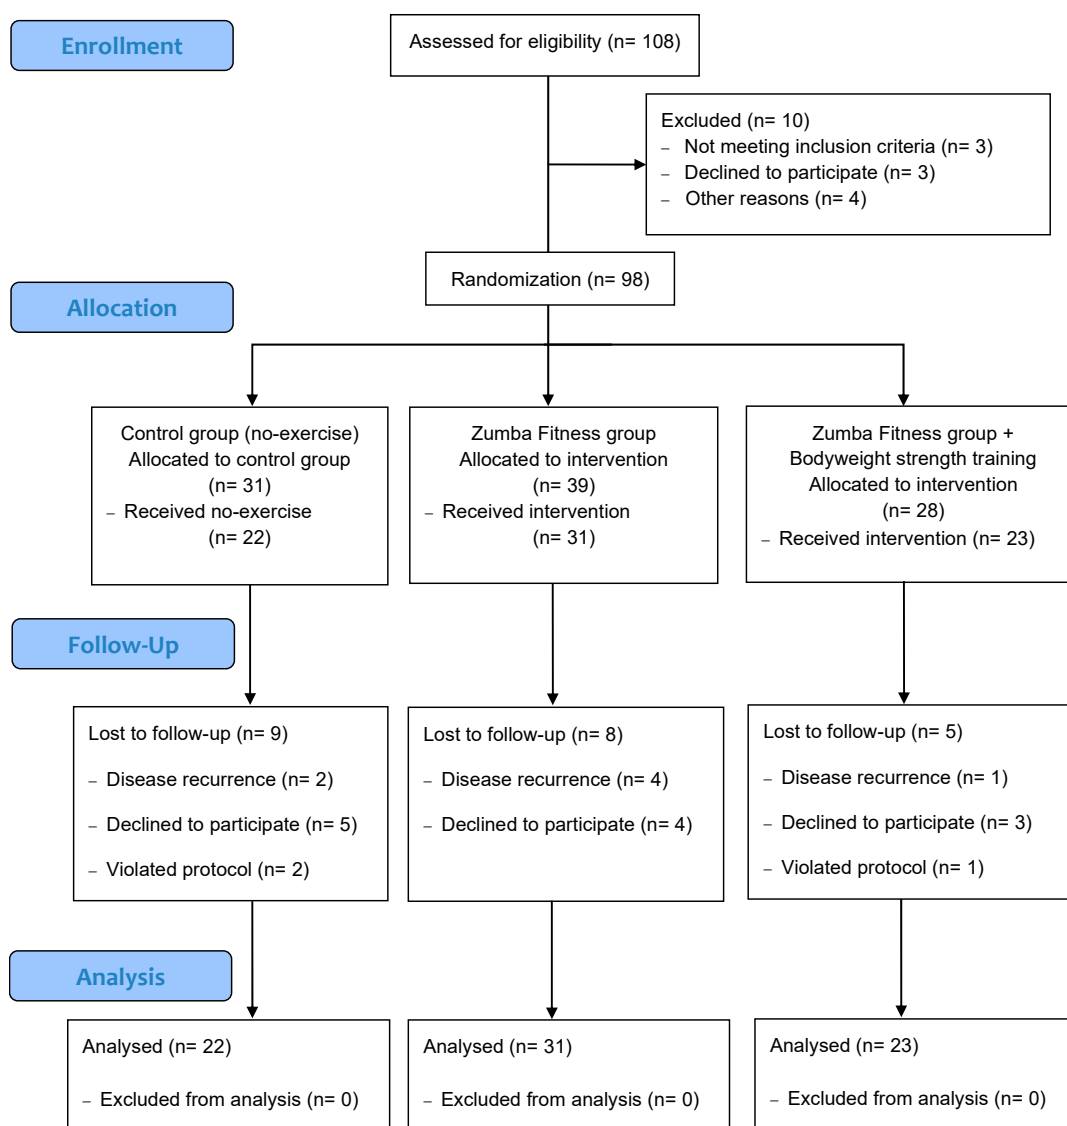 Enrollment
Assessed for eligibility (n= 108)
Excluded (n= 10)
– Not meeting inclusion criteria (n= 3)
– Declined to participate (n= 3)
– Other reasons (n= 4)
Randomization (n= 98)
Allocation
Control group (no-exercise)
Allocated to control group
(n= 31)
– Received no-exercise
(n= 22)
Zumba Fitness group
Allocated to intervention
(n= 39)
– Received intervention
(n= 31)
Zumba Fitness group +
Bodyweight strength training
Allocated to intervention
(n= 28)
– Received intervention (n= 23)
Follow-Up
Lost to follow-up (n= 9)
– Disease recurrence (n= 2)
– Declined to participate (n= 5)
– Violated protocol (n= 2)
Lost to follow-up (n= 8)
– Disease recurrence (n= 4)
– Declined to participate (n= 4)
Lost to follow-up (n= 5)
– Disease recurrence (n= 1)
– Declined to participate (n= 3)
– Violated protocol (n= 1)
Analysis
Analysed (n= 22)
– Excluded from analysis (n= 0)
Analysed (n= 31)
– Excluded from analysis (n= 0)
Analysed (n= 23)
– Excluded from analysis (n= 0)